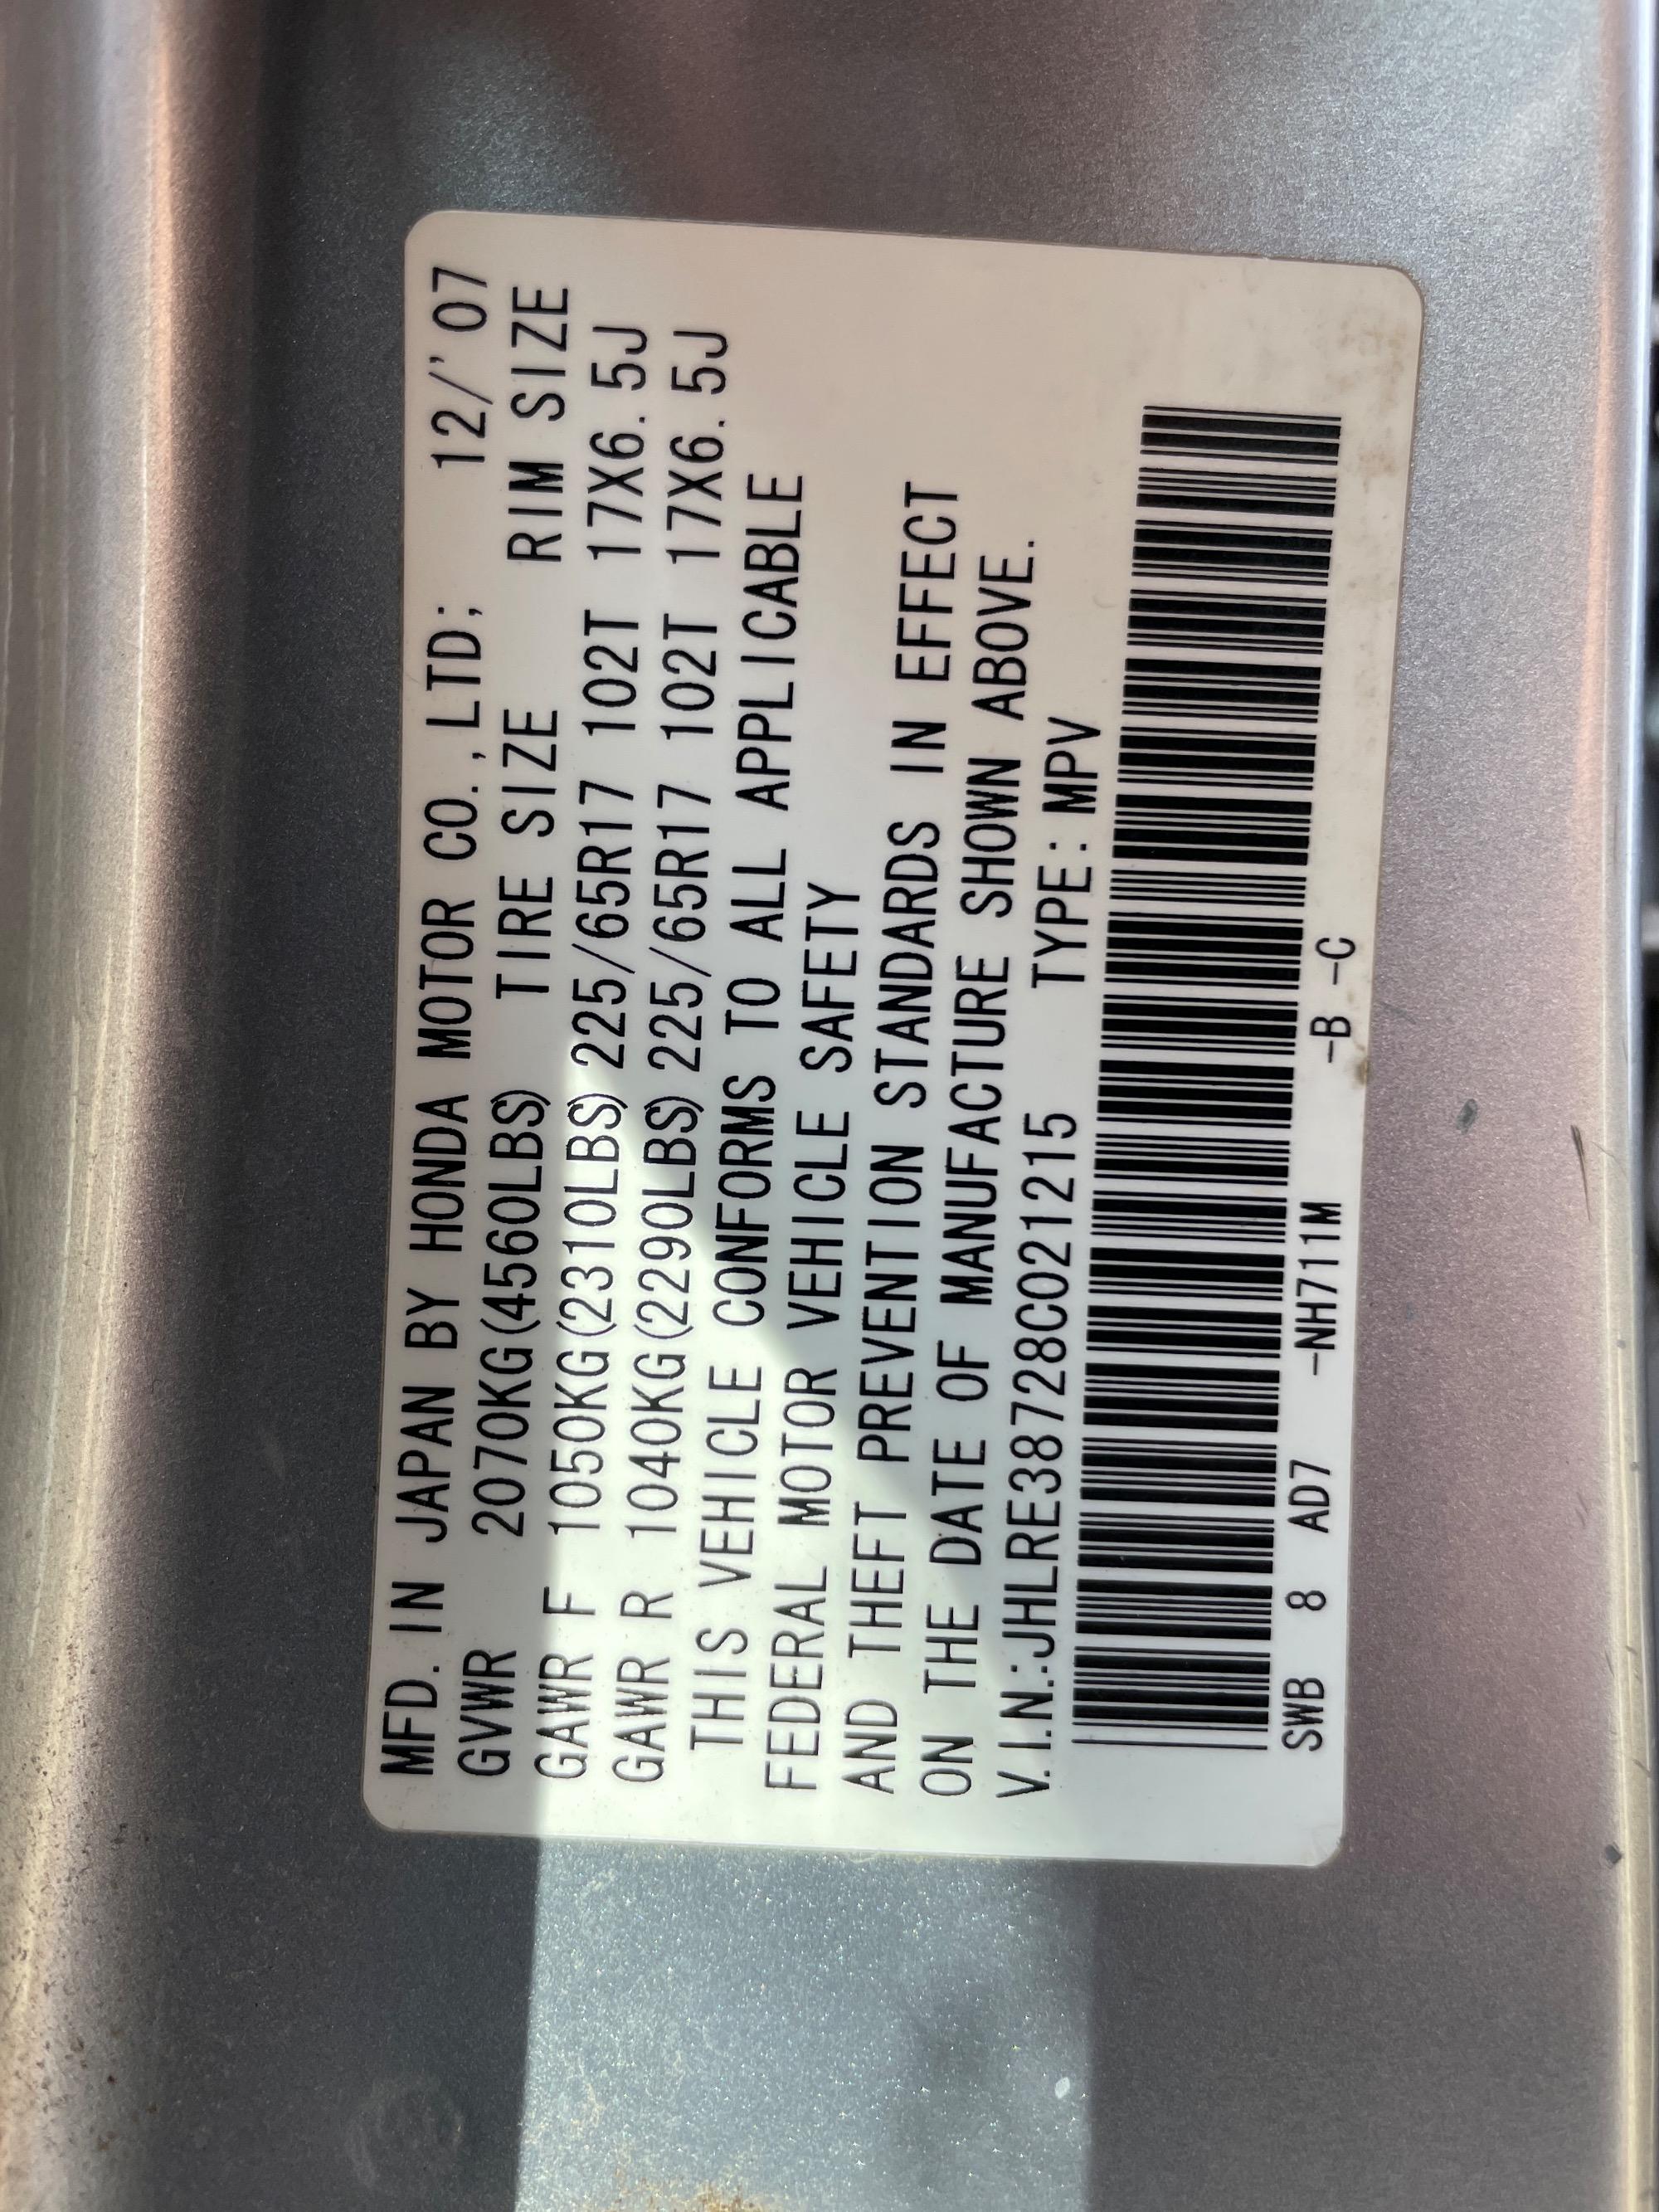 MFD. IN JAPAN BY HONDA MOTOR CO.,LTD; 12/'07
GVWR 2070KG(4560LBS) TIRE SIZE RIM SIZE
GAWR F 1050KG(2310LBS) 225/65R17 102T 17X6.5J
GAWR R 1040KG(2290LBS) 225/65R17 102T 17X6.5J
THIS VEHICLE CONFORMS TO ALL APPLICABLE
FEDERAL MOTOR VEHICLE SAFETY
AND THEFT PREVENTION STANDARDS IN EFFECT
ON THE DATE OF MANUFACTURE SHOWN ABOVE.
V.I.N.:JHLRE38728C021215 TYPE:MPV
SWB 8 AD7 -NH711M -B -C